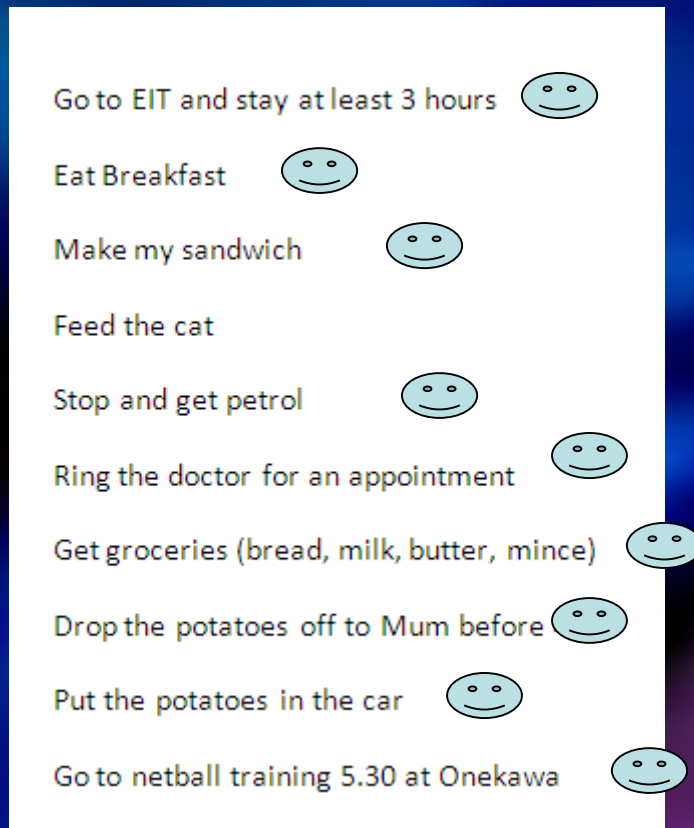 Go to EIT and stay at least 3 hours
Eat Breakfast
Make my sandwich
Feed the cat
Stop and get petrol
Ring the doctor for an appointment
Get groceries (bread, milk, butter, mince)
Drop the potatoes off to Mum before
Put the potatoes in the car
Go to netball training 5.30 at Onekawa